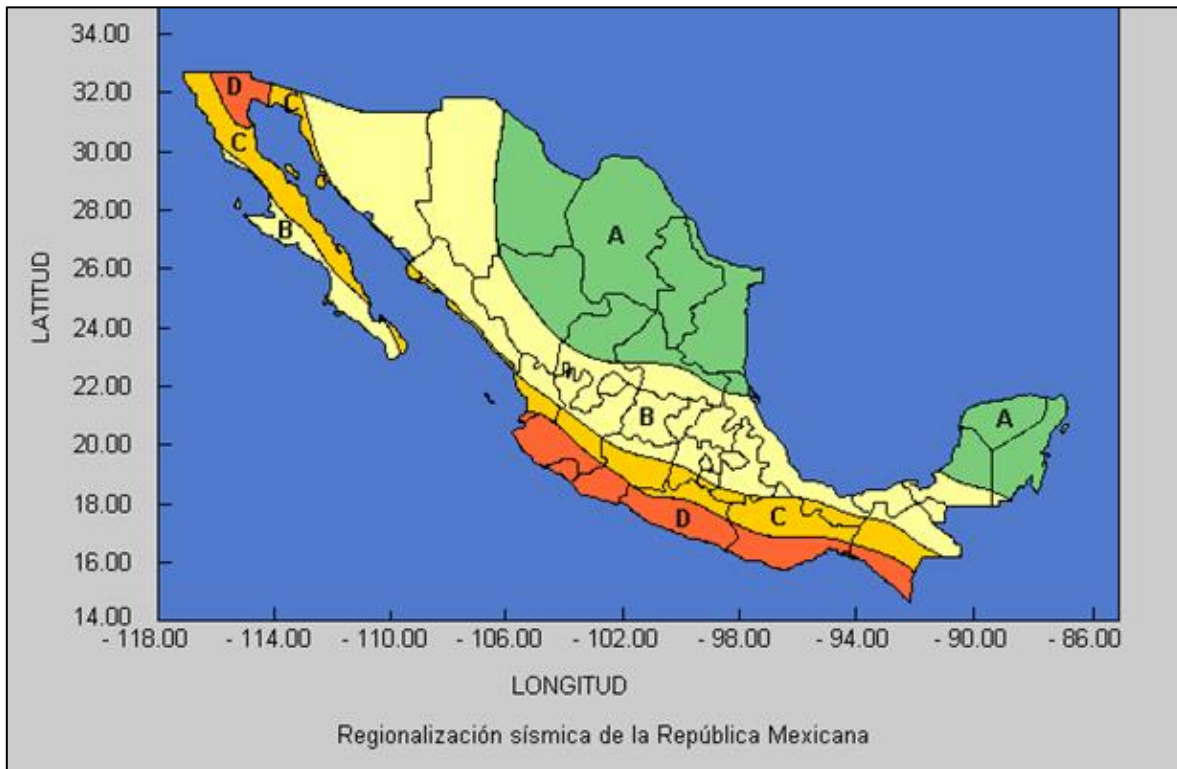 34.00
32.00
30.00
28.00
26.00
24.00
22.00
20.00
18.00
16.00
14.00
LATITUD
D
C
C
B
A
B
A
D
C
- 118.00 - 114.00 - 110.00 - 106.00 - 102.00 - 98.00 - 94.00 - 90.00 - 86.00
LONGITUD
Regionalización sísmica de la República Mexicana